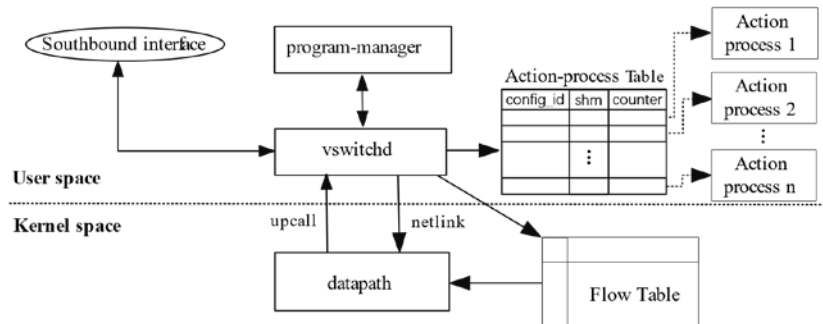 Southbound interface
program-manager
Action
process 1
Action-process Table
config_id shm counter
Action
process 2
vswitchd
Action
process n
User space
Kernel space
upcall
netlink
datapath
Flow Table